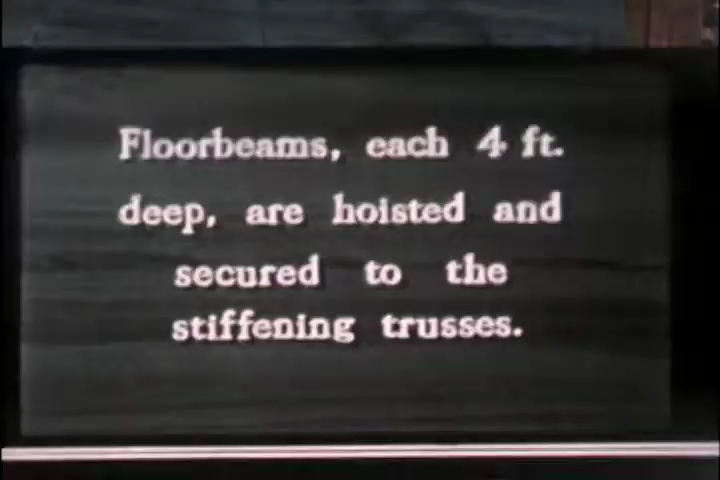 Floorbeams, each 4 ft.
deep, are hoisted and
secured to the
stiffening trusses.